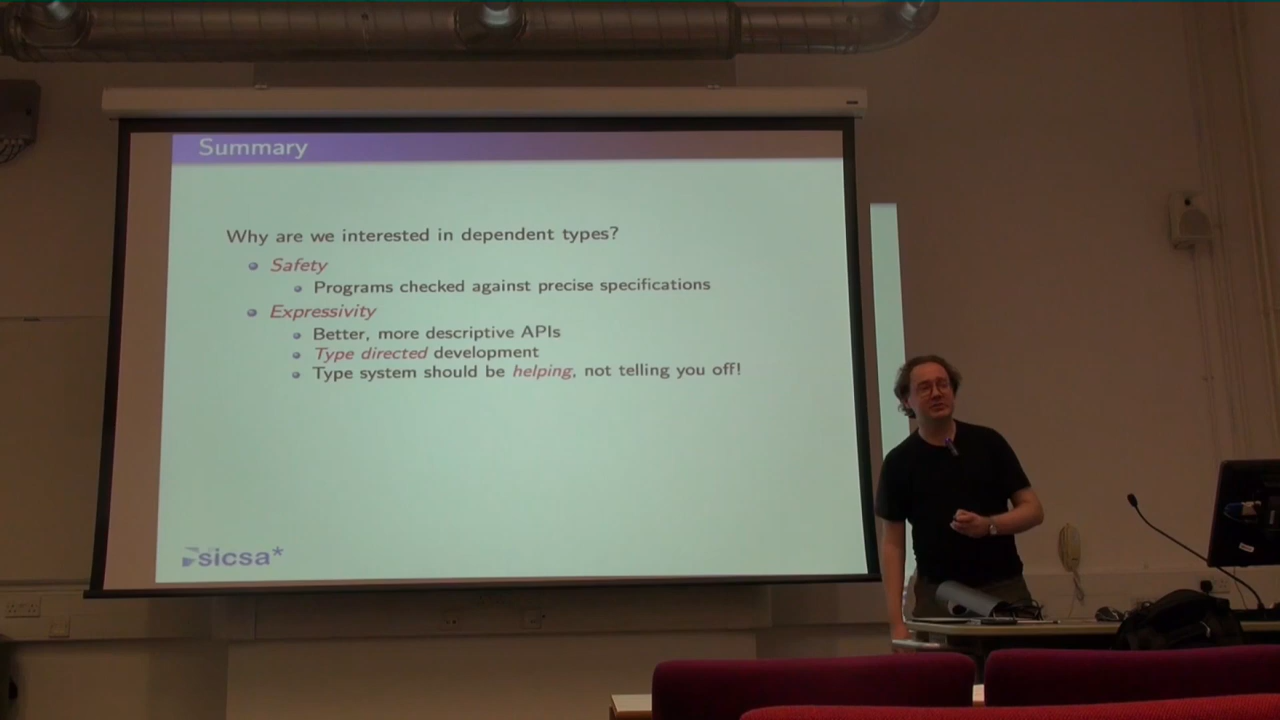 Summary
Why are we interested in dependent types?
Safety
Programs checked against precise specifications
Expressivity
Better, more descriptive APIs
Type directed development
Type system should be helping, not telling you off!
sicsa*